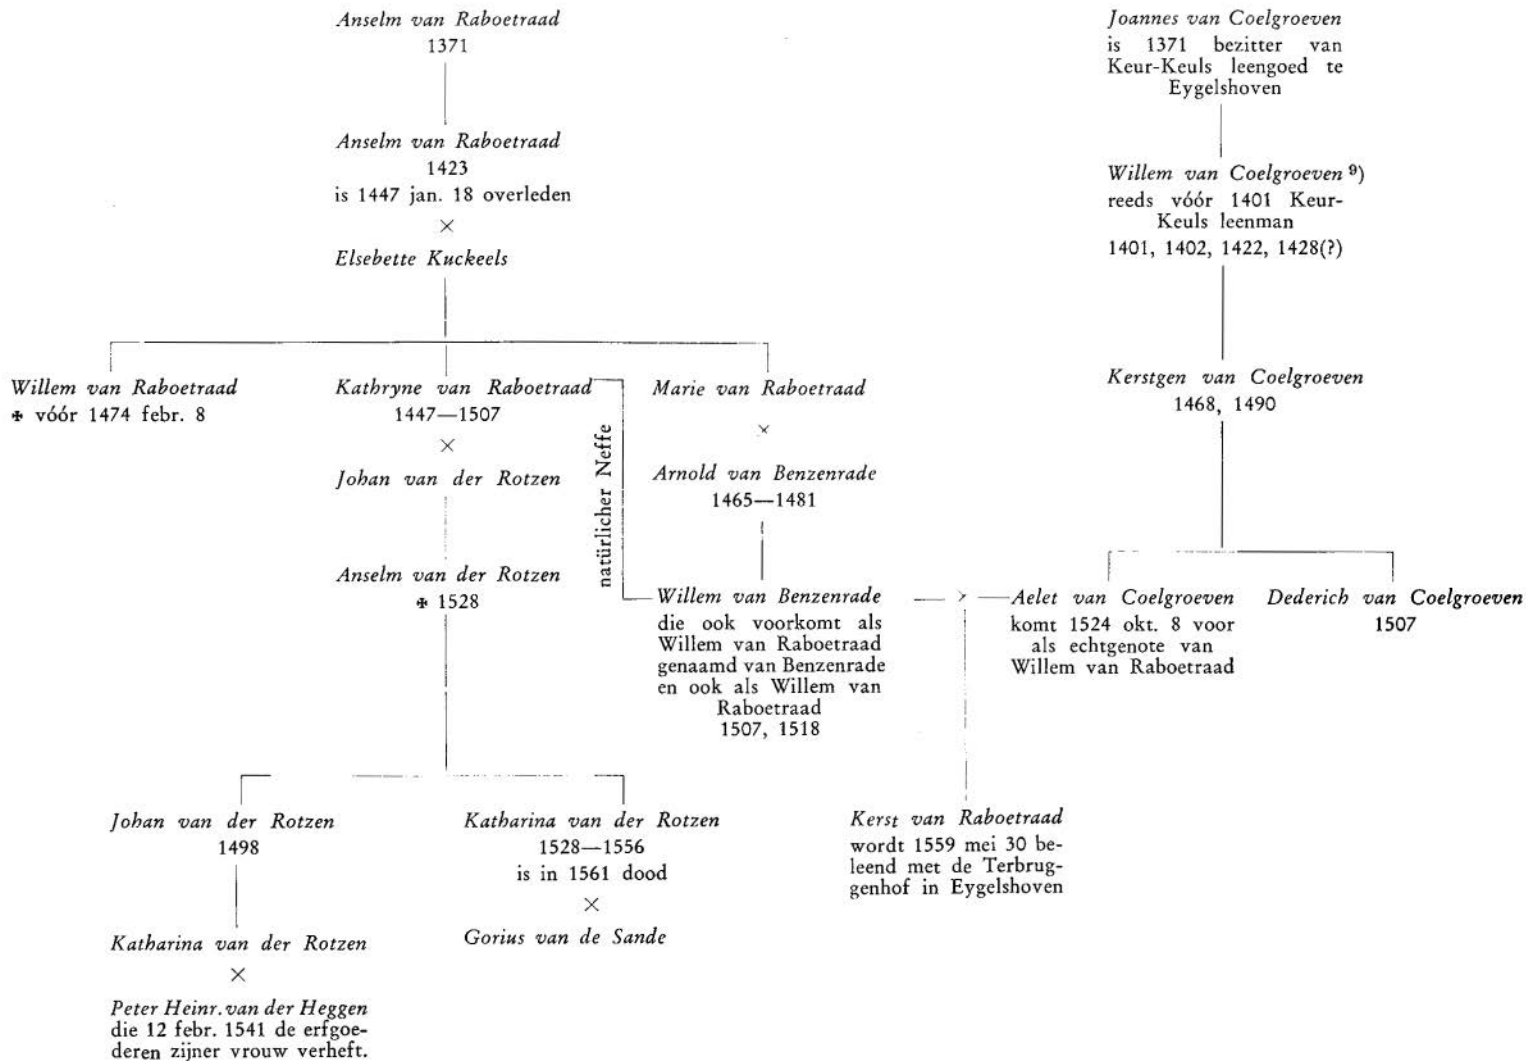 Anselm van Raboetraad
1371
Joannes van Coelgroeven
is 1371 bezitter van
Keur-Keuls leengoed te
Eygelshoven
Anselm van Raboetraad
1423
is 1447 jan. 18 overleden
×
Elsebette Kuckeels
Willem van Coelgroeven ⁹)
reeds vóór 1401 Keur-
Keuls leenman
1401, 1402, 1422, 1428(?)
Willem van Raboetraad
✠ vóór 1474 febr. 8
Kathryne van Raboetraad
1447—1507
×
Johan van der Rotzen
natürlicher Neffe
Marie van Raboetraad
×
Arnold van Benzenrade
1465—1481
Kerstgen van Coelgroeven
1468, 1490
Anselm van der Rotzen
✠ 1528
Willem van Benzenrade
die ook voorkomt als
Willem van Raboetraad
genaamd van Benzenrade
en ook als Willem van
Raboetraad
1507, 1518
×
Aelet van Coelgroeven
komt 1524 okt. 8 voor
als echtgenote van
Willem van Raboetraad
Dederich van Coelgroeven
1507
Johan van der Rotzen
1498
Katharina van der Rotzen
1528—1556
is in 1561 dood
×
Gorius van de Sande
Kerst van Raboetraad
wordt 1559 mei 30 be-
leend met de Terbrug-
genhof in Eygelshoven
Katharina van der Rotzen
×
Peter Heinr. van der Heggen
die 12 febr. 1541 de erfgoe-
deren zijner vrouw verheft.